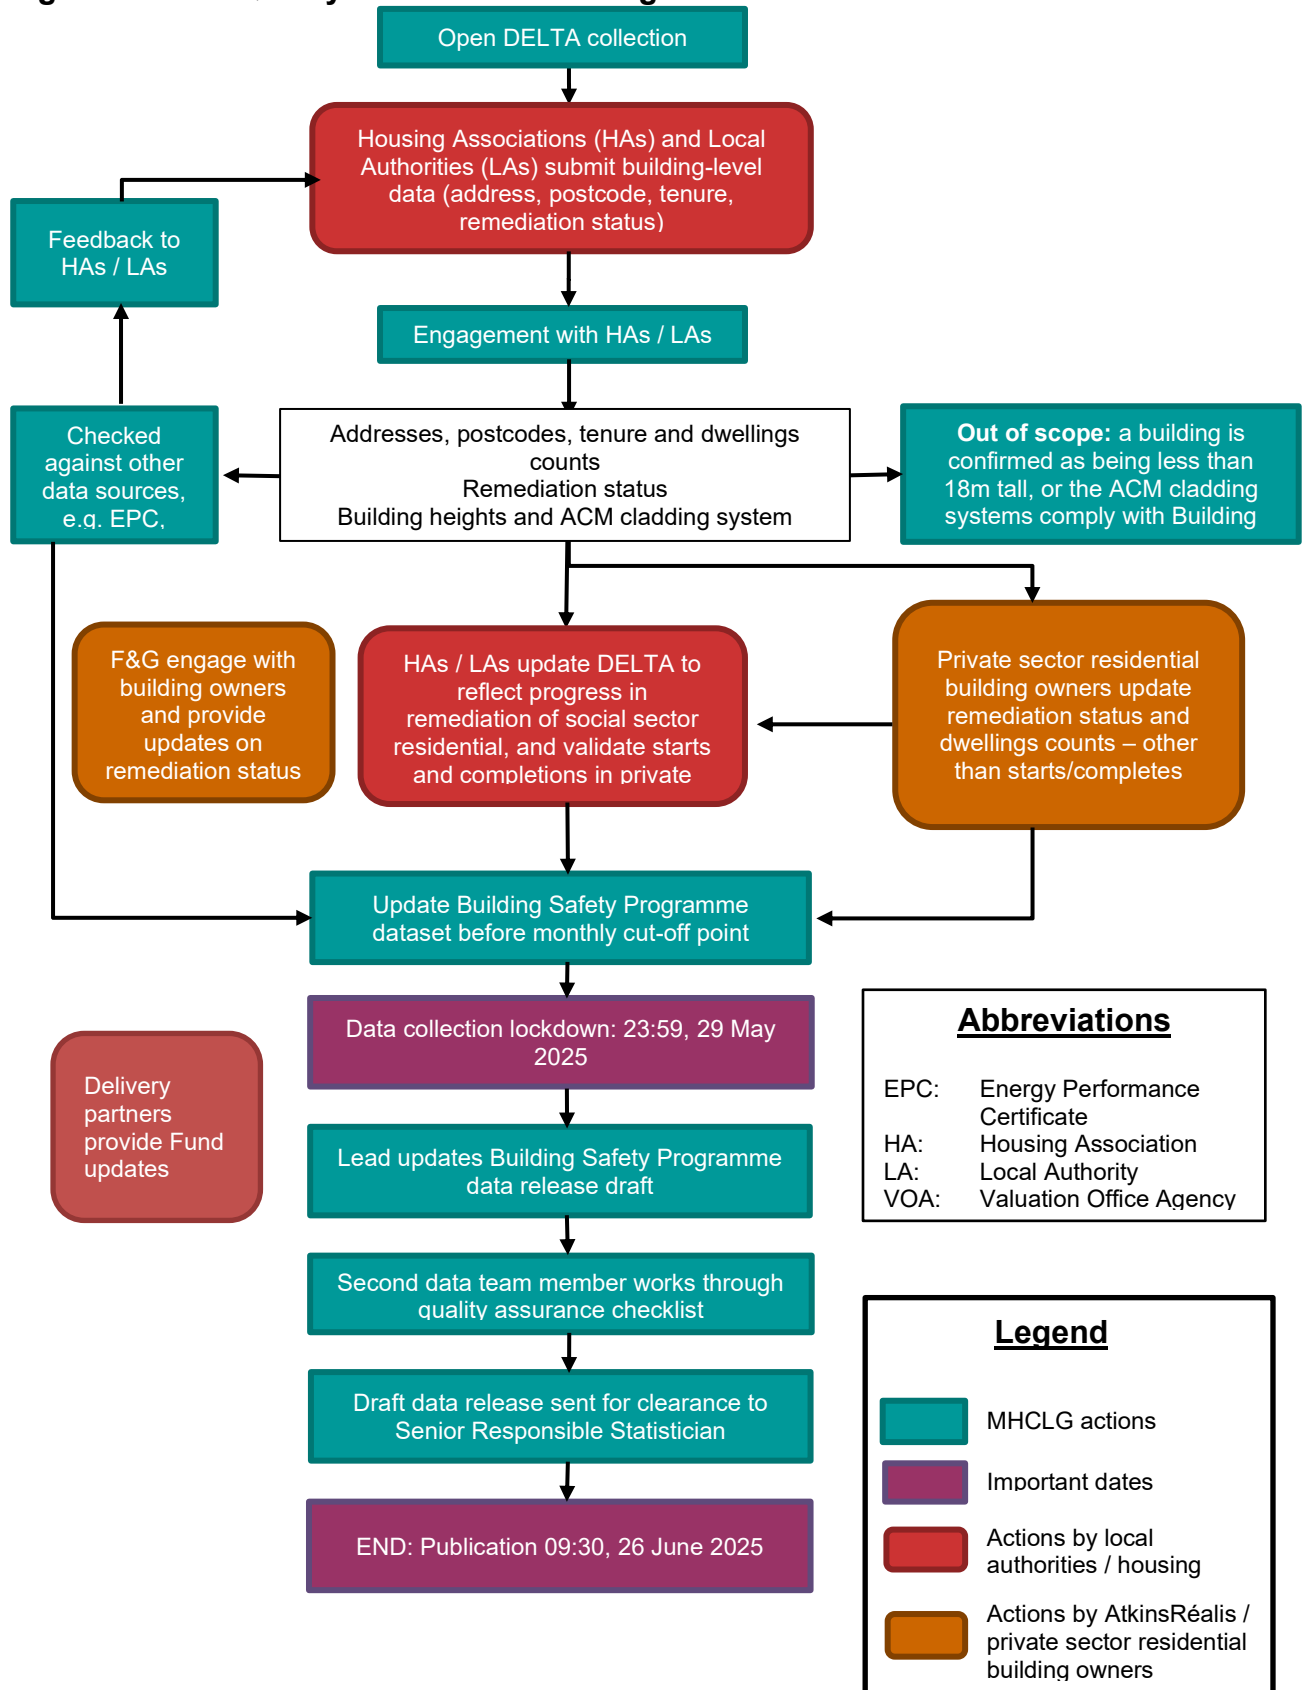 Open DELTA collection
Housing Associations (HAs) and Local
Authorities (LAs) submit building-level
data (address, postcode, tenure,
remediation status)
Feedback to
HAs / LAs
Engagement with HAs / LAs
Checked
against other
data sources,
e.g. EPC,
Addresses, postcodes, tenure and dwellings
counts
Remediation status
Building heights and ACM cladding system
Out of scope: a building is
confirmed as being less than
18m tall, or the ACM cladding
systems comply with Building
F&G engage with
building owners
and provide
updates on
remediation status
HAs / LAs update DELTA to
reflect progress in
remediation of social sector
residential, and validate starts
and completions in private
Private sector residential
building owners update
remediation status and
dwellings counts – other
than starts/completes
Update Building Safety Programme
dataset before monthly cut-off point
Data collection lockdown: 23:59, 29 May
2025
Delivery
partners
provide Fund
updates
Lead updates Building Safety Programme
data release draft
Second data team member works through
quality assurance checklist
Draft data release sent for clearance to
Senior Responsible Statistician
END: Publication 09:30, 26 June 2025
Abbreviations
EPC: Energy Performance
Certificate
HA: Housing Association
LA: Local Authority
VOA: Valuation Office Agency
Legend
MHCLG actions
Important dates
Actions by local
authorities / housing
Actions by AtkinsRéalis /
private sector residential
building owners